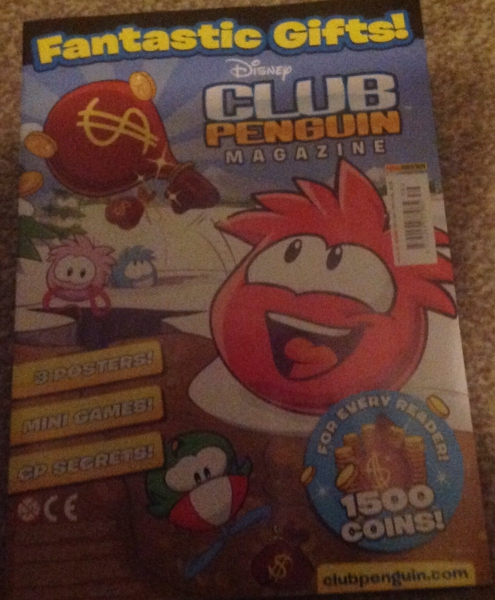 Fantastic Gifts!
Disney
CLUB
PENGUIN
MAGAZINE
$
3 POSTERS!
MINI GAMES!
CP SECRETS!
CE
FOR EVERY READER!
$
1500
COINS!
$
clubpenguin.com